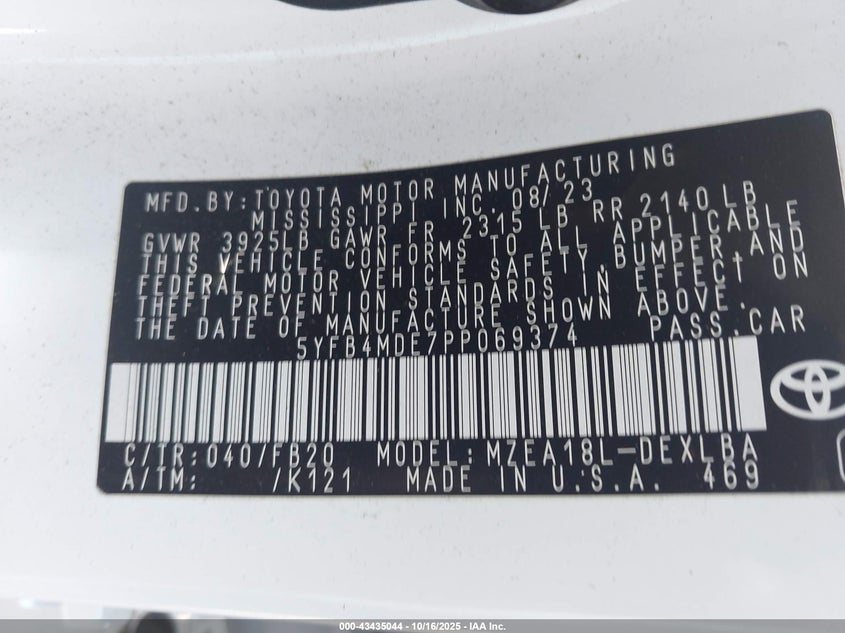 MFD.BY:TOYOTA MOTOR MANUFACTURING
MISSISSIPPI INC. 08/23
GVWR 3925LB GAWR FR 2315 LB RR 2140 LB
THIS VEHICLE CONFORMS TO ALL APPLICABLE
FEDERAL MOTOR VEHICLE SAFETY,BUMPER,AND
THEFT PREVENTION STANDARDS IN EFFECT ON
THE DATE OF MANUFACTURE SHOWN ABOVE.
5YFB4MDE7PP069374 PASS.CAR
C/TR:040/FB20 MODEL:MZEA18L-DEXLBA
A/TM: /K121 MADE IN U.S.A. 469
000-43435044 | 10/16/2025 - IAA Inc.